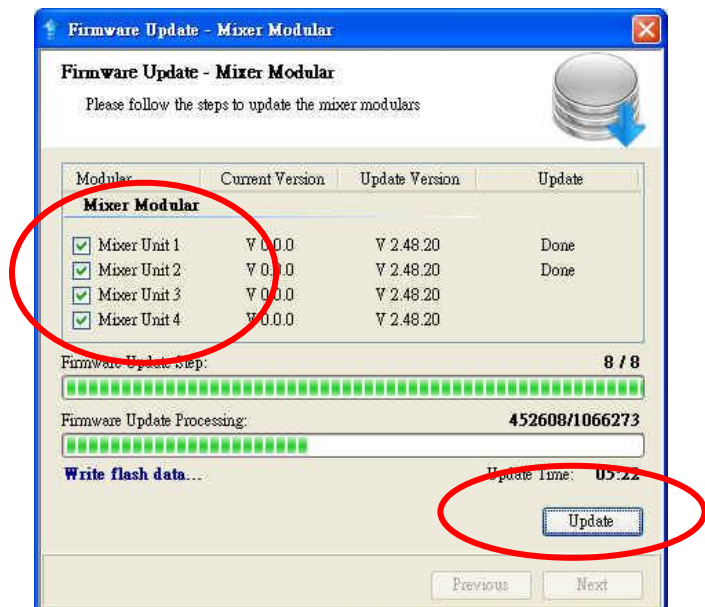 Firmware Update - Mixer Modular
Firmware Update - Mixer Modular
Please follow the steps to update the mixer modulars
Modular Current Version Update Version Update
Mixer Modular
Mixer Unit 1 V 0.0.0 V 2.48.20 Done
Mixer Unit 2 V 0.0.0 V 2.48.20 Done
Mixer Unit 3 V 0.0.0 V 2.48.20
Mixer Unit 4 V 0.0.0 V 2.48.20
Firmware Update Step: 8 / 8
Firmware Update Processing: 452608/1066273
Write flash data... Update Time: 05:22
Update
Previous Next